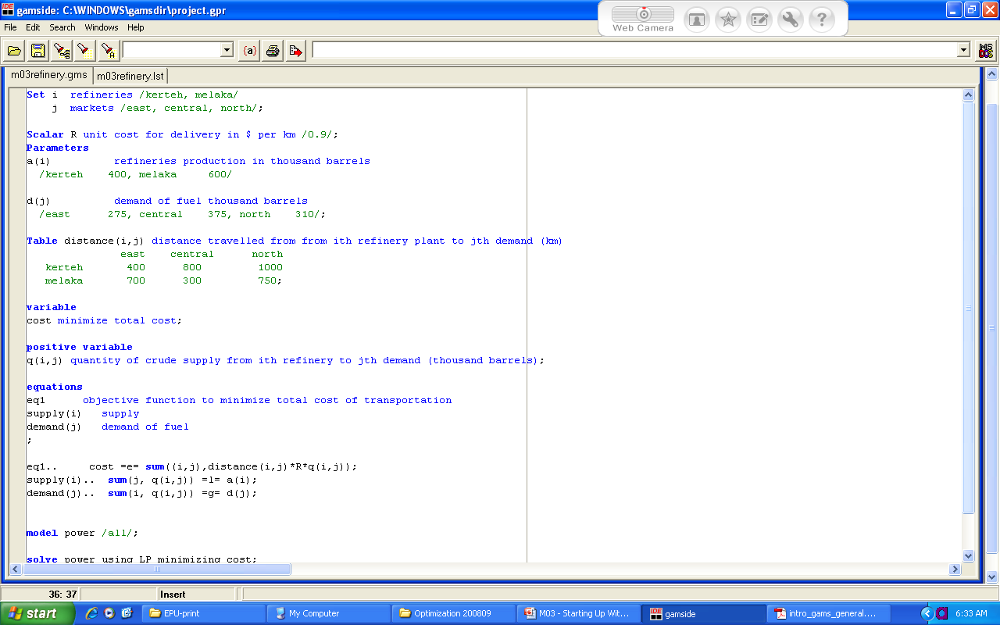 gamside: C:\WINDOWS\gamsdir\project.gpr
Web Camera
File Edit Search Windows Help
{a}
MS DOS
m03refinery.gms m03refinery.lst
Set i refineries /kerteh, melaka/
j markets /east, central, north/;
Scalar R unit cost for delivery in $ per km /0.9/;
Parameters
a(i) refineries production in thousand barrels
/kerteh 400, melaka 600/
d(j) demand of fuel thousand barrels
/east 275, central 375, north 310/;
Table distance(i,j) distance travelled from from ith refinery plant to jth demand (km)
east central north
kerteh 400 800 1000
melaka 700 300 750;
variable
cost minimize total cost;
positive variable
q(i,j) quantity of crude supply from ith refinery to jth demand (thousand barrels);
equations
eq1 objective function to minimize total cost of transportation
supply(i) supply
demand(j) demand of fuel
;
eq1.. cost =e= sum((i,j),distance(i,j)*R*q(i,j));
supply(i).. sum(j, q(i,j)) =l= a(i);
demand(j).. sum(i, q(i,j)) =g= d(j);
model power /all/;
solve power using LP minimizing cost;
36: 37 Insert
start EPU-print My Computer Optimization 200809 M03 - Starting Up Wit... gamside intro_gams_general.... 6:33 AM